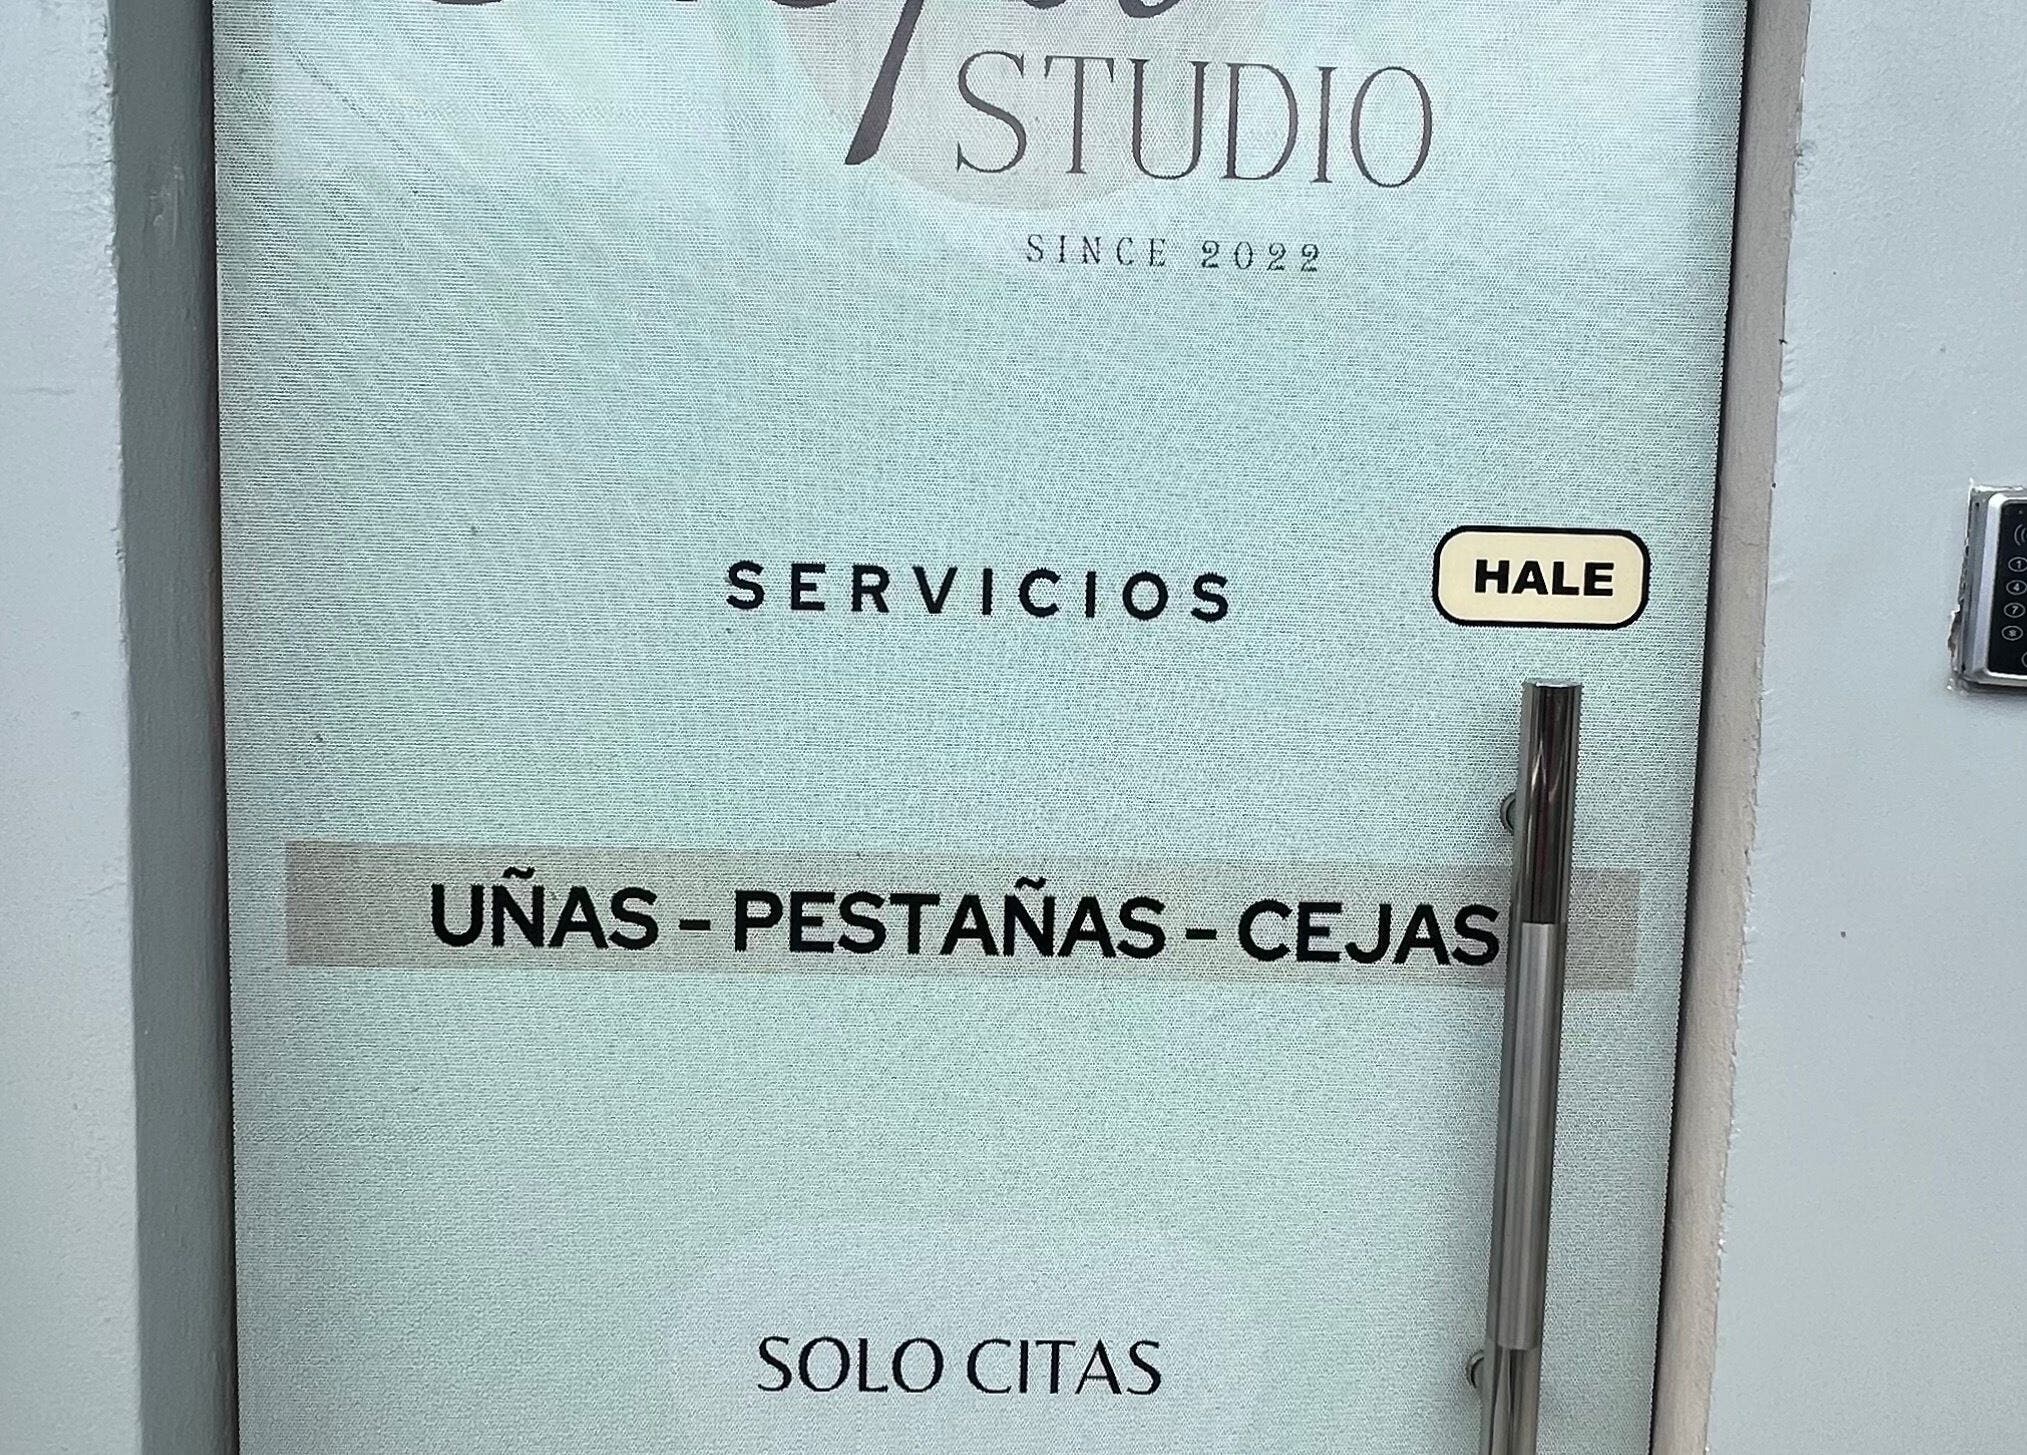 STUDIO
SINCE 2022
SERVICIOS
HALE
UÑAS - PESTAÑAS - CEJAS
SOLO CITAS